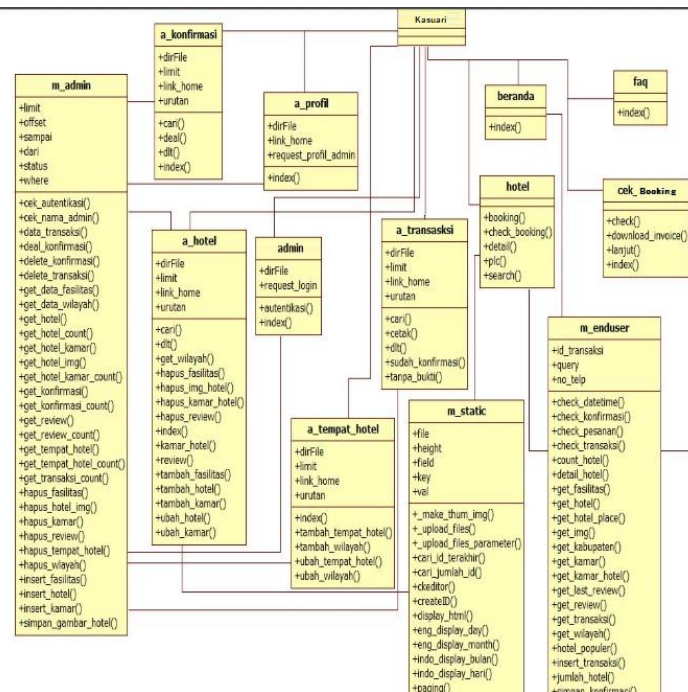 Kasuari
a_konfirmasi
+dirFile
+limit
+link_home
+urutan
+cari()
+deal()
+dlt()
+index()
m_admin
+limit
+offset
+sampai
+dari
+status
+where
+cek_autentikasi()
+cek_nama_admin()
+data_transaksi()
+deal_konfirmasi()
+delete_konfirmasi()
+delete_transaksi()
+get_data_fasilitas()
+get_data_wilayah()
+get_hotel()
+get_hotel_count()
+get_hotel_kamar()
+get_hotel_img()
+get_hotel_kamar_count()
+get_konfirmasi()
+get_konfirmasi_count()
+get_review()
+get_review_count()
+get_tempat_hotel()
+get_tempat_hotel_count()
+get_transaksi_count()
+hapus_fasilitas()
+hapus_hotel_img()
+hapus_kamar()
+hapus_review()
+hapus_tempat_hotel()
+hapus_wlayah()
+insert_fasilitas()
+insert_hotel()
+insert_kamar()
+simpan_gambar_hotel()
a_profil
+dirFile
+link_home
+request_profil_admin
+index()
beranda
+index()
faq
+index()
hotel
+booking()
+check_booking()
+detail()
+plc()
+search()
cek_Booking
+check()
+download_invoice()
+lanjut()
+index()
a_hotel
+dirFile
+limit
+link_home
+urutan
+cari()
+dlt()
+get_wilayah()
+hapus_fasilitas()
+hapus_img_hotel()
+hapus_kamar_hotel()
+hapus_review()
+index()
+kamar_hotel()
+review()
+tambah_fasilitas()
+tambah_hotel()
+tambah_kamar()
+ubah_hotel()
+ubah_kamar()
admin
+dirFile
+request_login
+autentikasi()
+index()
a_transasksi
+dirFile
+limit
+link_home
+urutan
+cari()
+cetak()
+dlt()
+sudah_konfirmasi()
+tanpa_bukti()
a_tempat_hotel
+dirFile
+limit
+link_home
+urutan
+index()
+tambah_tempat_hotel()
+tambah_wilayah()
+ubah_tempat_hotel()
+ubah_wilayah()
m_static
+file
+height
+field
+key
+val
+_make_thum_img()
+_upload_files()
+_upload_files_parameter()
+cari_id_terakhir()
+cari_jumlah_id()
+ckeditor()
+createID()
+display_html()
+eng_display_day()
+eng_display_month()
+indo_display_bulan()
+indo_display_hari()
+paging()
m_enduser
+id_transaksi
+query
+no_telp
+check_datetime()
+check_konfirmasi()
+check_pesanan()
+check_transaksi()
+count_hotel()
+detail_hotel()
+get_fasilitas()
+get_hotel()
+get_hotel_place()
+get_img()
+get_kabupaten()
+get_kamar()
+get_kamar_hotel()
+get_last_review()
+get_review()
+get_transaksi()
+get_wilayah()
+hotel_populer()
+insert_transaksi()
+jumlah_hotel()
+simpan_konfirmasi()